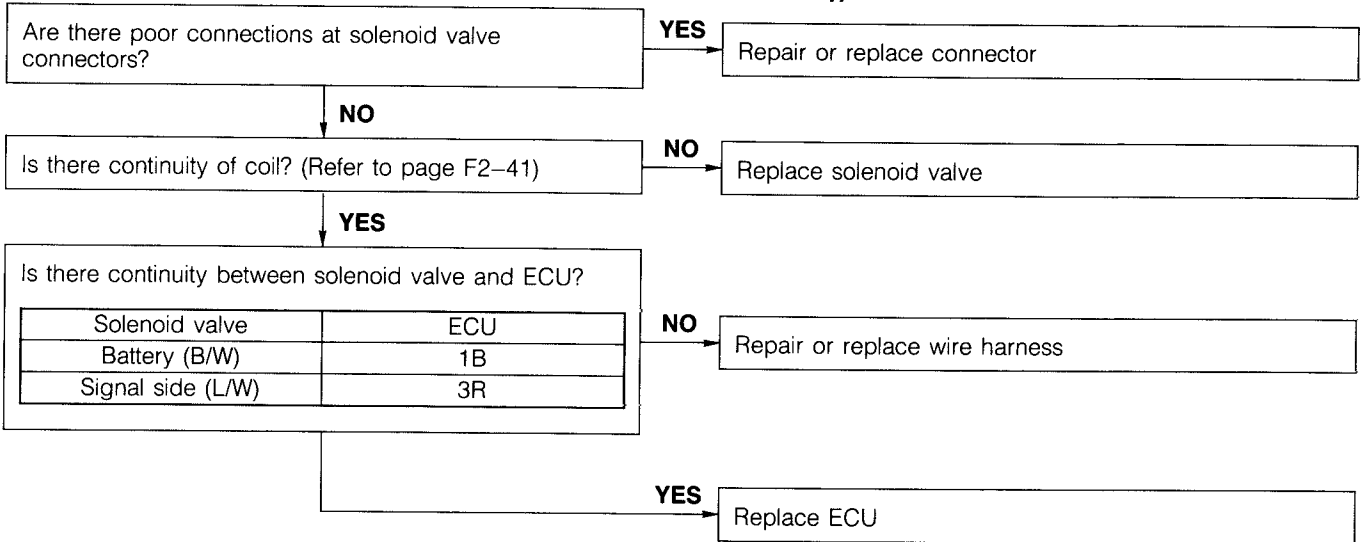 Are there poor connections at solenoid valve
connectors?
YES
Repair or replace connector
NO
Is there continuity of coil? (Refer to page F2–41)
NO
Replace solenoid valve
YES
Is there continuity between solenoid valve and ECU?
Solenoid valve ECU
Battery (B/W) 1B
Signal side (L/W) 3R
NO
Repair or replace wire harness
YES
Replace ECU